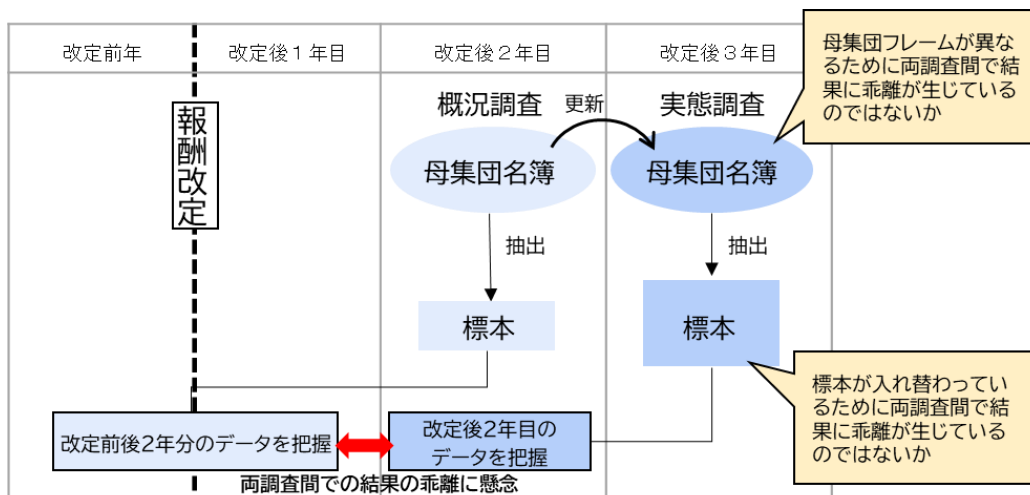 改定前年
改定後１年目
改定後２年目
改定後３年目
報酬改定
概況調査
更新
実態調査
母集団名簿
母集団名簿
抽出
抽出
標本
標本
改定前後2年分のデータを把握
改定後2年目の
データを把握
両調査間での結果の乖離に懸念
母集団フレームが異な
るために両調査間で結
果に乖離が生じている
のではないか
標本が入れ替わってい
るために両調査間で結
果に乖離が生じている
のではないか